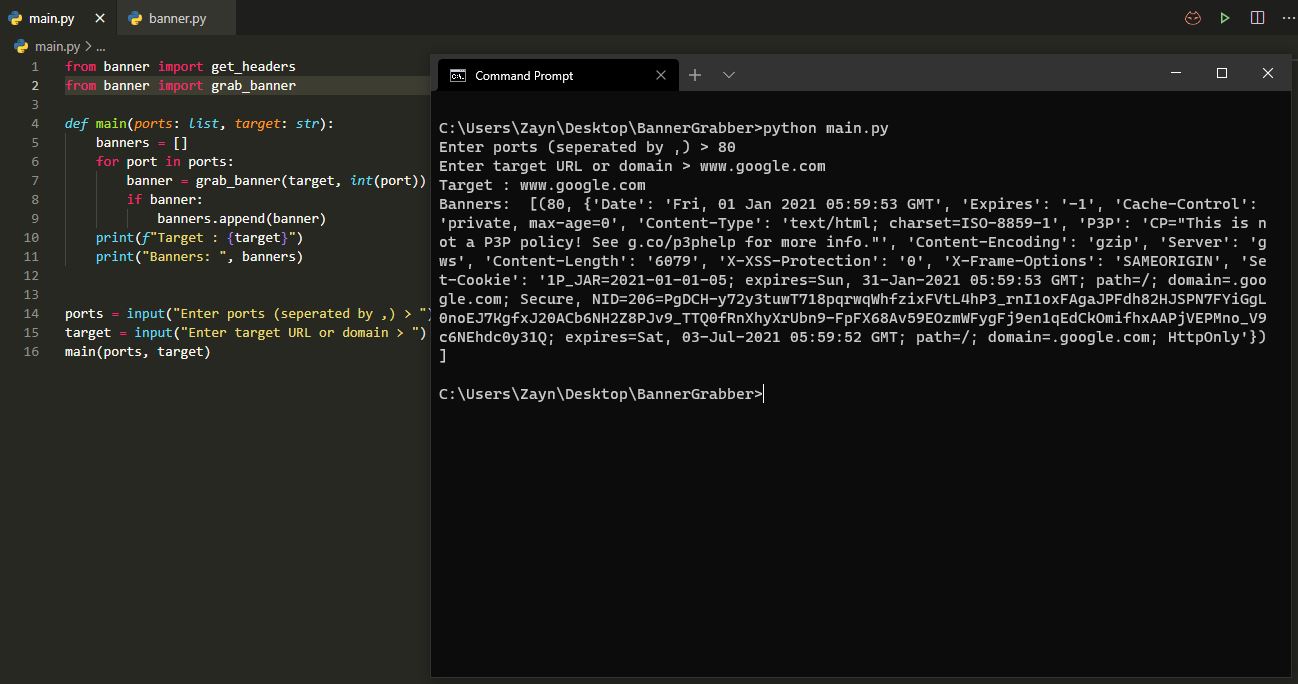 main.py
banner.py
main.py > ...
1 from banner import get_headers
2 from banner import grab_banner
3
4 def main(ports: list, target: str):
5     banners = []
6     for port in ports:
7         banner = grab_banner(target, int(port))
8         if banner:
9             banners.append(banner)
10     print(f"Target : {target}")
11     print("Banners: ", banners)
12
13
14 ports = input("Enter ports (seperated by ,) > ")
15 target = input("Enter target URL or domain > ")
16 main(ports, target)
Command Prompt
C:\Users\Zayn\Desktop\BannerGrabber>python main.py
Enter ports (seperated by ,) > 80
Enter target URL or domain > www.google.com
Target : www.google.com
Banners:  [(80, {'Date': 'Fri, 01 Jan 2021 05:59:53 GMT', 'Expires': '-1', 'Cache-Control':
'private, max-age=0', 'Content-Type': 'text/html; charset=ISO-8859-1', 'P3P': 'CP="This is n
ot a P3P policy! See g.co/p3phelp for more info."', 'Content-Encoding': 'gzip', 'Server': 'g
ws', 'Content-Length': '6079', 'X-XSS-Protection': '0', 'X-Frame-Options': 'SAMEORIGIN', 'Se
t-Cookie': '1P_JAR=2021-01-01-05; expires=Sun, 31-Jan-2021 05:59:53 GMT; path=/; domain=.goo
gle.com; Secure, NID=206=PgDCH-y72y3tuwT718pqrwqWhfzixFVtL4hP3_rnI1oxFAgaJPFdh82HJSPN7FYiGgL
0noEJ7KgfxJ20ACb6NH2Z8PJv9_TTQ0fRnXhyXrUbn9-FpFX68Av59EOzmWFygFj9en1qEdCkOmifhxAAPjVEPMno_V9
c6NEhdc0y31Q; expires=Sat, 03-Jul-2021 05:59:52 GMT; path=/; domain=.google.com; HttpOnly'})
]
C:\Users\Zayn\Desktop\BannerGrabber>